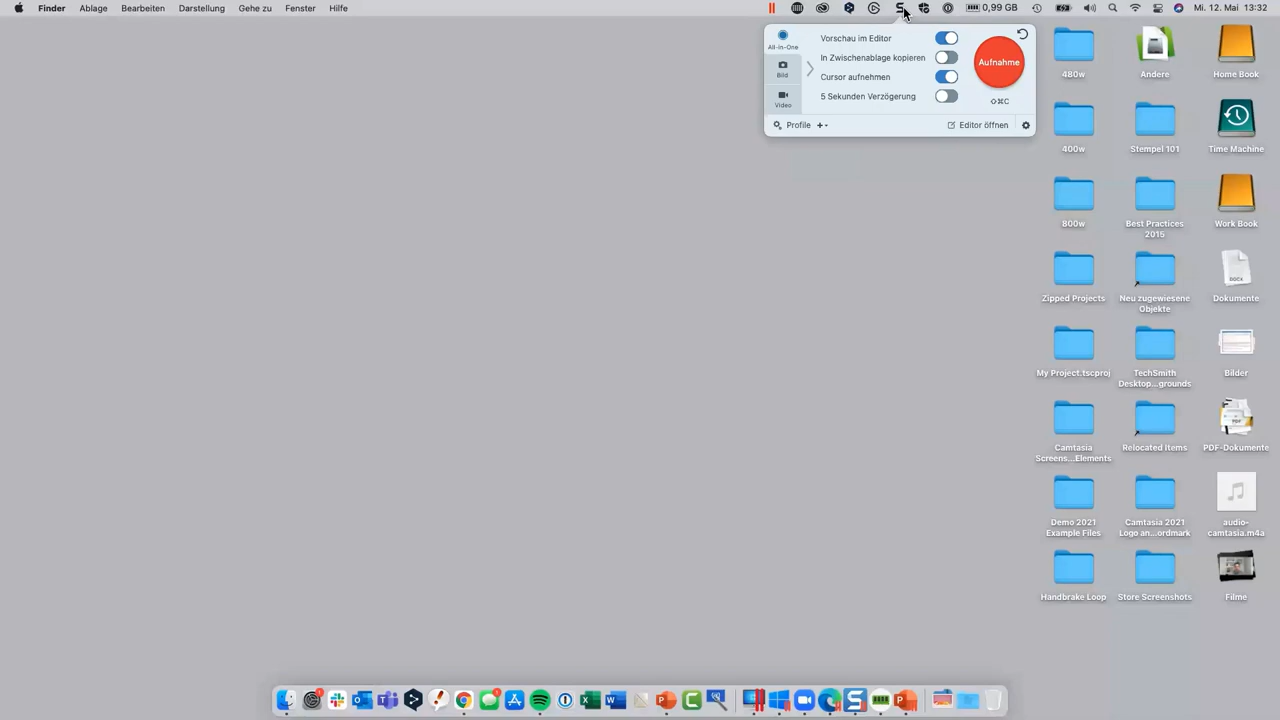 Finder Ablage Bearbeiten Darstellung Gehe zu Fenster Hilfe 0,99 GB Mi. 12. Mai 13:32
All-in-One
Bild
Video
Vorschau im Editor
In Zwischenablage kopieren
Cursor aufnehmen
5 Sekunden Verzögerung
Aufnahme
⇧⌘C
Profile
Editor öffnen
480w
Andere
Home Book
400w
Stempel 101
Time Machine
800w
Best Practices
2015
Work Book
Zipped Projects
Neu zugewiesene
Objekte
DOCX
Dokumente
My Project.tscproj
TechSmith
Desktop...grounds
Bilder
Camtasia
Screens...Elements
Relocated Items
PDF
PDF-Dokumente
Demo 2021
Example Files
Camtasia 2021
Logo an...ordmark
audio-
camtasia.m4a
Handbrake Loop
Store Screenshots
Filme